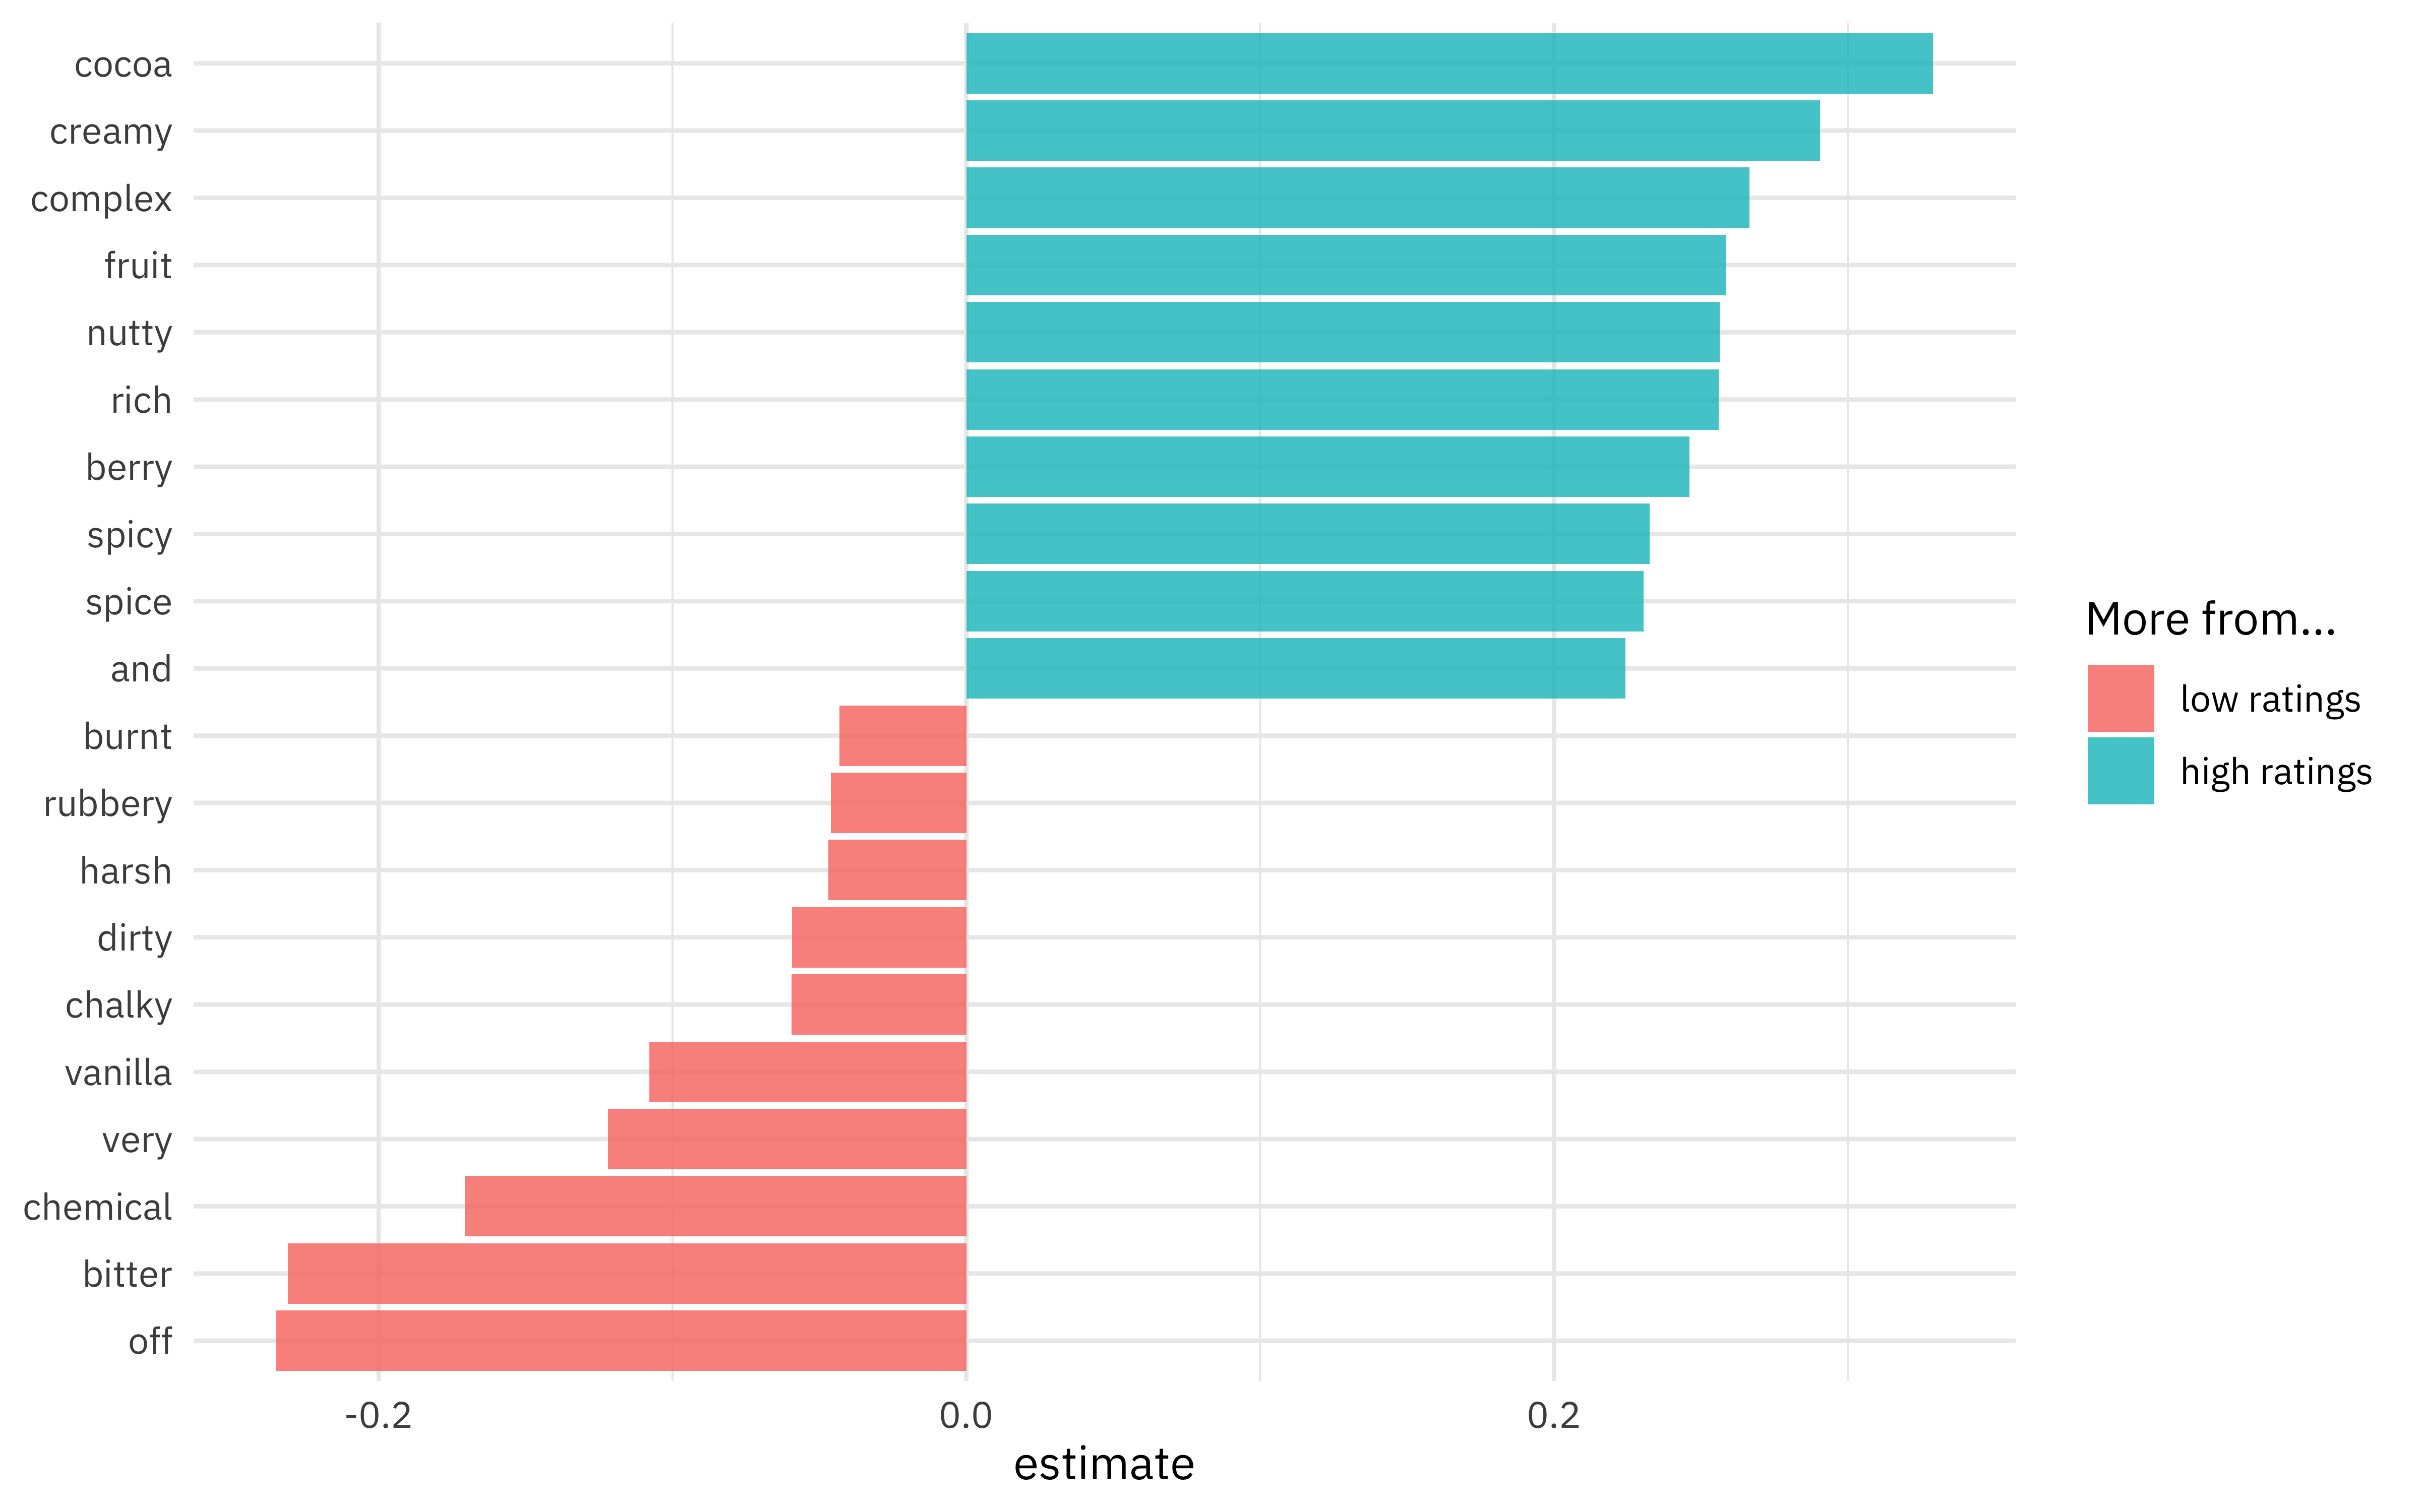 cocoa
creamy
complex
fruit
nutty
rich
berry
spicy
spice
and
burnt
rubbery
harsh
dirty
chalky
vanilla
very
chemical
bitter
off
-0.2 0.0 0.2
estimate
More from...
low ratings
high ratings